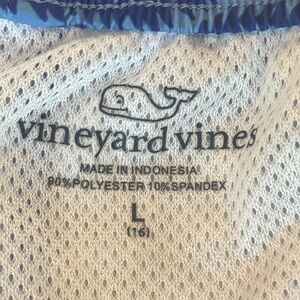 vineyard vines
MADE IN INDONESIA
90%POLYESTER 10%SPANDEX
L
(16)